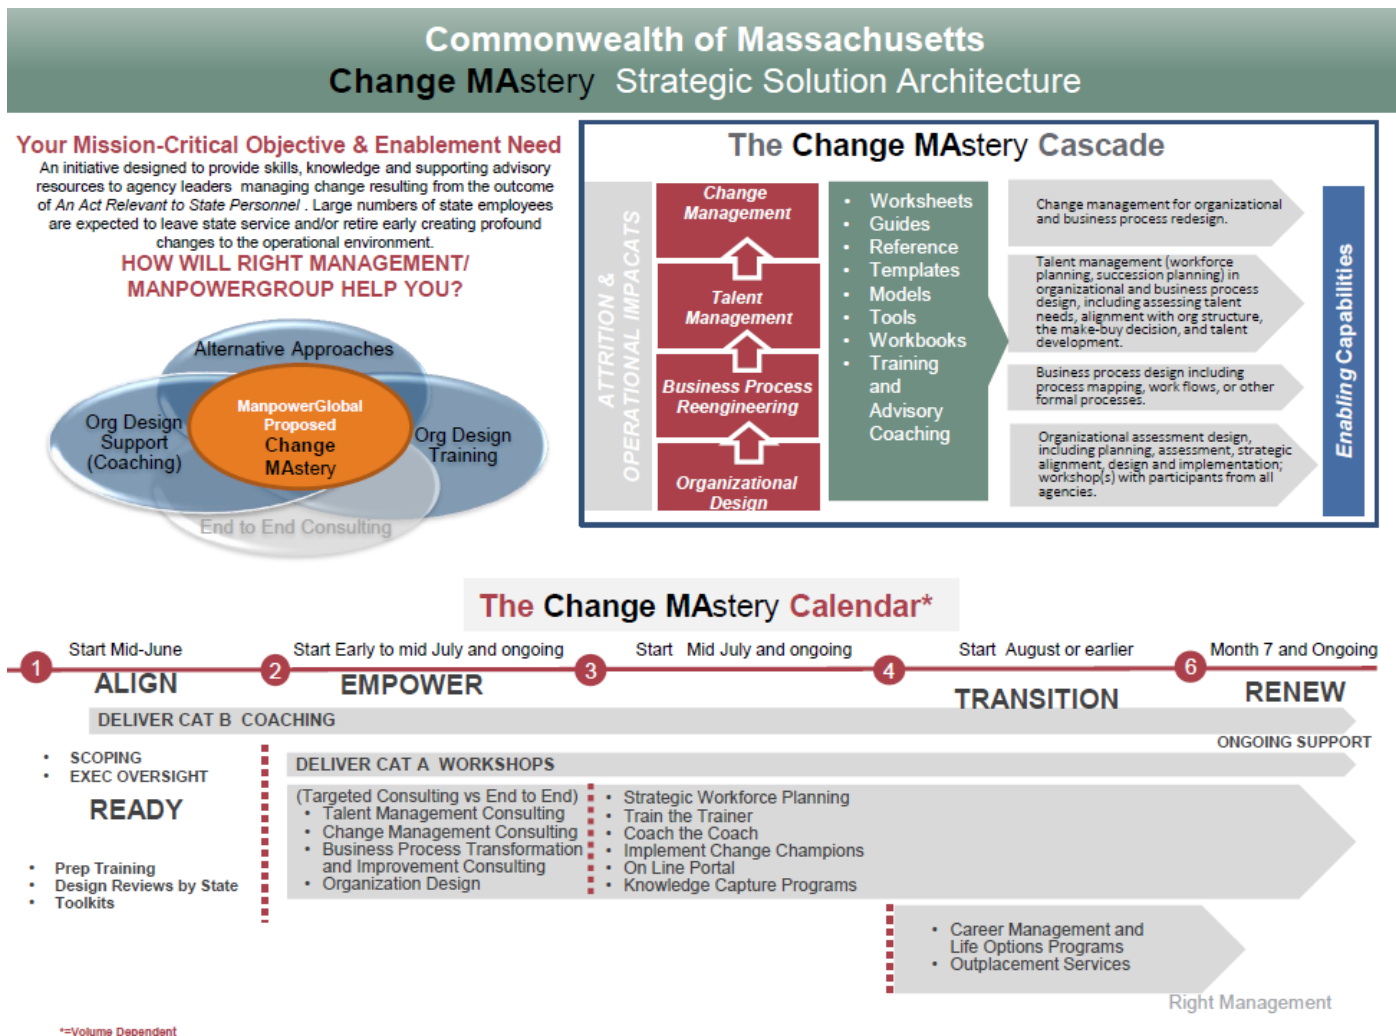 Commonwealth of Massachusetts
Change MAstery Strategic Solution Architecture
Your Mission-Critical Objective & Enablement Need
An initiative designed to provide skills, knowledge and supporting advisory
resources to agency leaders managing change resulting from the outcome
of An Act Relevant to State Personnel . Large numbers of state employees
are expected to leave state service and/or retire early creating profound
changes to the operational environment.
HOW WILL RIGHT MANAGEMENT/
MANPOWERGROUP HELP YOU?
Alternative Approaches
Org Design
Support
(Coaching)
ManpowerGlobal
Proposed
Change
MAstery
Org Design
Training
End to End Consulting
The Change MAstery Cascade
ATTRITION &
OPERATIONAL IMPACATS
Change
Management
Talent
Management
Business Process
Reengineering
Organizational
Design
• Worksheets
• Guides
• Reference
• Templates
• Models
• Tools
• Workbooks
• Training
and
Advisory
Coaching
Change management for organizational
and business process redesign.
Talent management (workforce
planning, succession planning) in
organizational and business process
design, including assessing talent
needs, alignment with org structure,
the make-buy decision, and talent
development.
Business process design including
process mapping, work flows, or other
formal processes.
Organizational assessment design,
including planning, assessment, strategic
alignment, design and implementation;
workshop(s) with participants from all
agencies.
Enabling Capabilities
The Change MAstery Calendar*
Start Mid-June
Start Early to mid July and ongoing
Start Mid July and ongoing
Start August or earlier
Month 7 and Ongoing
1
2
3
4
6
ALIGN
EMPOWER
TRANSITION
RENEW
DELIVER CAT B COACHING
ONGOING SUPPORT
• SCOPING
• EXEC OVERSIGHT
READY
• Prep Training
• Design Reviews by State
• Toolkits
DELIVER CAT A WORKSHOPS
(Targeted Consulting vs End to End)
• Talent Management Consulting
• Change Management Consulting
• Business Process Transformation
and Improvement Consulting
• Organization Design
• Strategic Workforce Planning
• Train the Trainer
• Coach the Coach
• Implement Change Champions
• On Line Portal
• Knowledge Capture Programs
• Career Management and
Life Options Programs
• Outplacement Services
Right Management
*=Volume Dependent